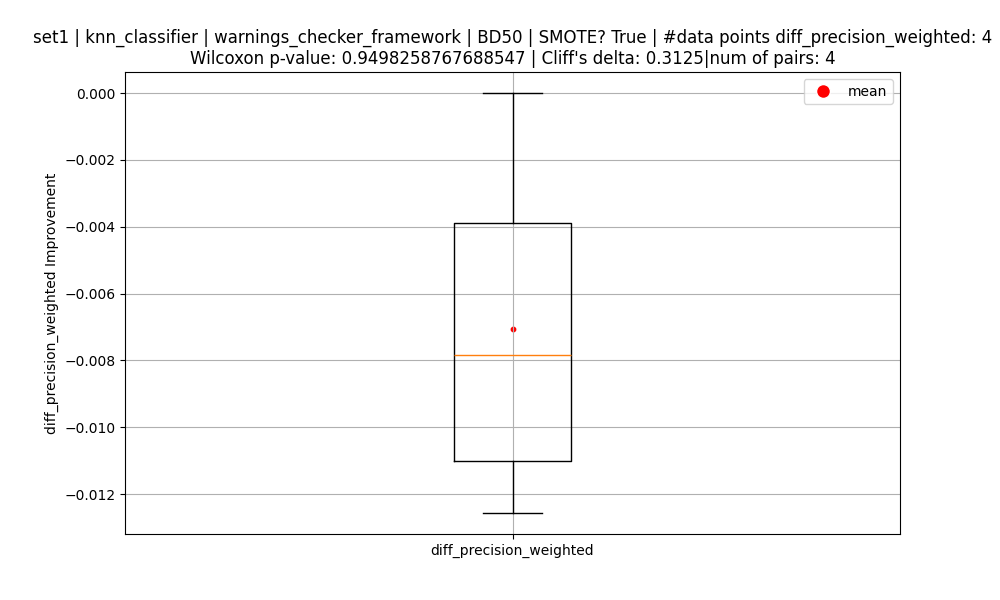 set1 | knn_classifier | warnings_checker_framework | BD50 | SMOTE? True | #data points diff_precision_weighted: 4
Wilcoxon p-value: 0.9498258767688547 | Cliff's delta: 0.3125|num of pairs: 4
mean
0.000
−0.002
−0.004
−0.006
−0.008
−0.010
−0.012
diff_precision_weighted Improvement
diff_precision_weighted